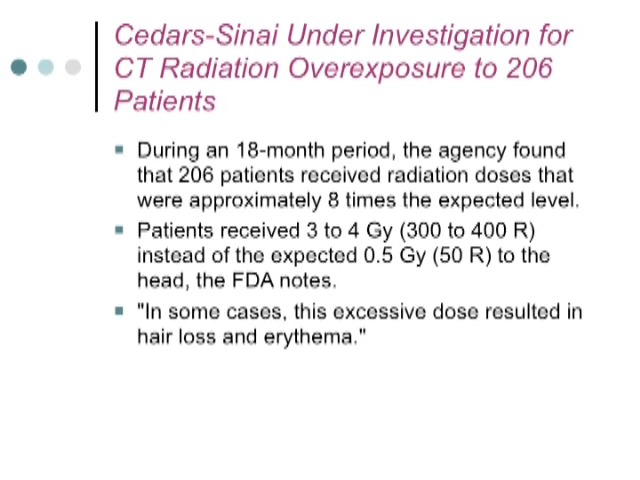 Cedars-Sinai Under Investigation for
CT Radiation Overexposure to 206
Patients
During an 18-month period, the agency found
that 206 patients received radiation doses that
were approximately 8 times the expected level.
Patients received 3 to 4 Gy (300 to 400 R)
instead of the expected 0.5 Gy (50 R) to the
head, the FDA notes.
"In some cases, this excessive dose resulted in
hair loss and erythema."